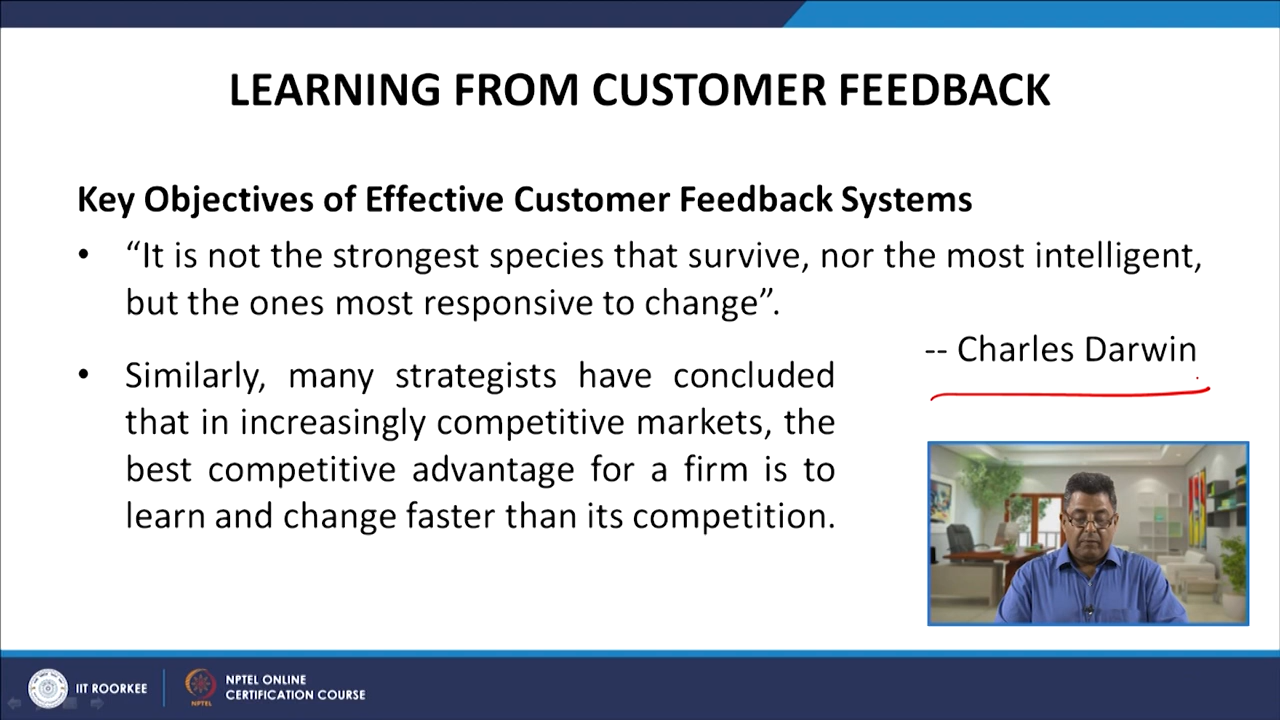 LEARNING FROM CUSTOMER FEEDBACK
Key Objectives of Effective Customer Feedback Systems
• “It is not the strongest species that survive, nor the most intelligent,
but the ones most responsive to change”.
-- Charles Darwin
• Similarly, many strategists have concluded
that in increasingly competitive markets, the
best competitive advantage for a firm is to
learn and change faster than its competition.
IIT ROORKEE
NPTEL
NPTEL ONLINE
CERTIFICATION COURSE